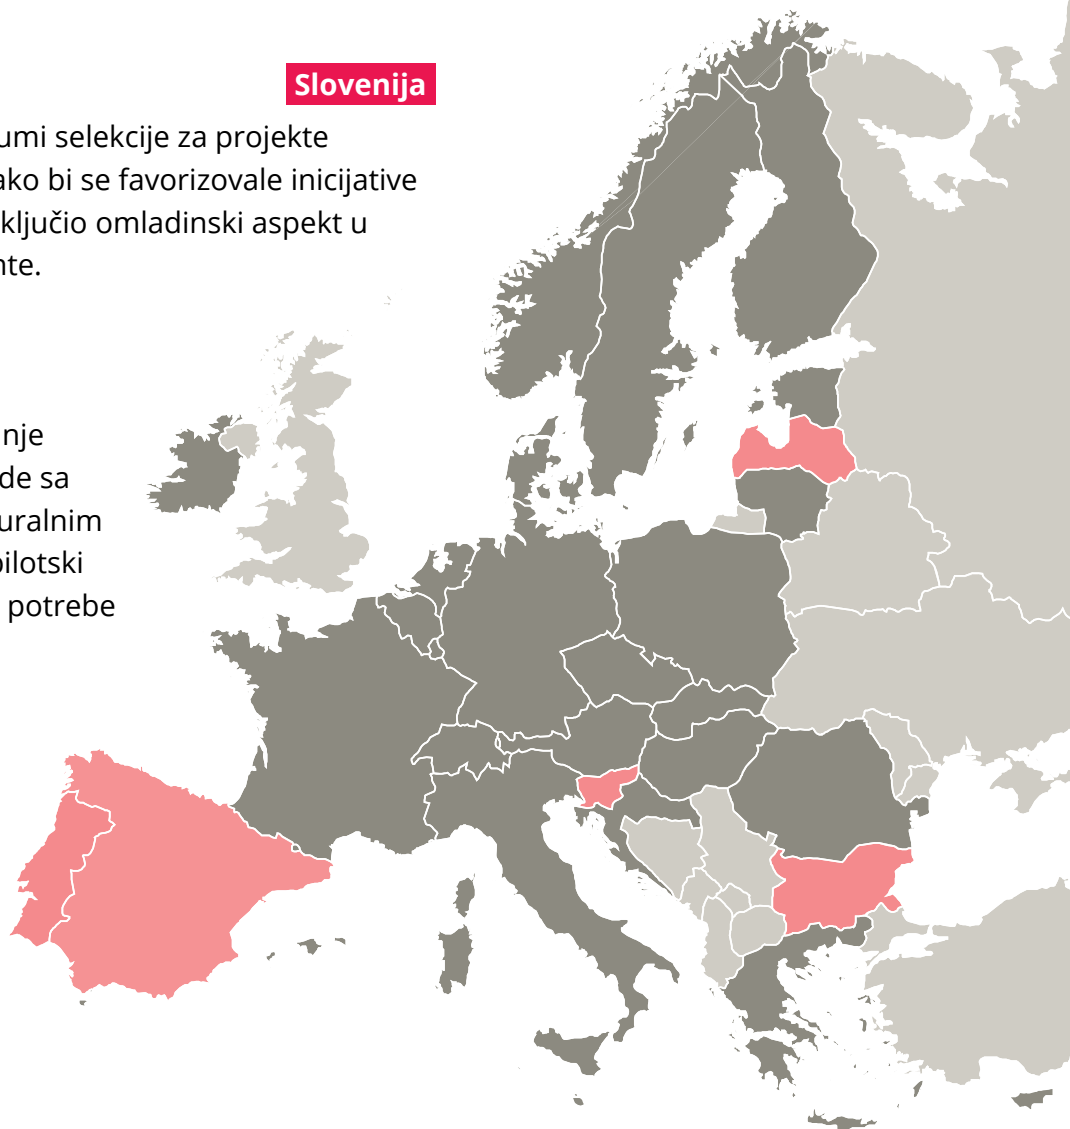 Slovenija
umi selekcije za projekte
ako bi se favorizovale inicijative
ključio omladinski aspekt u
nte.
nje
de sa
uralnim
pilotski
potrebe